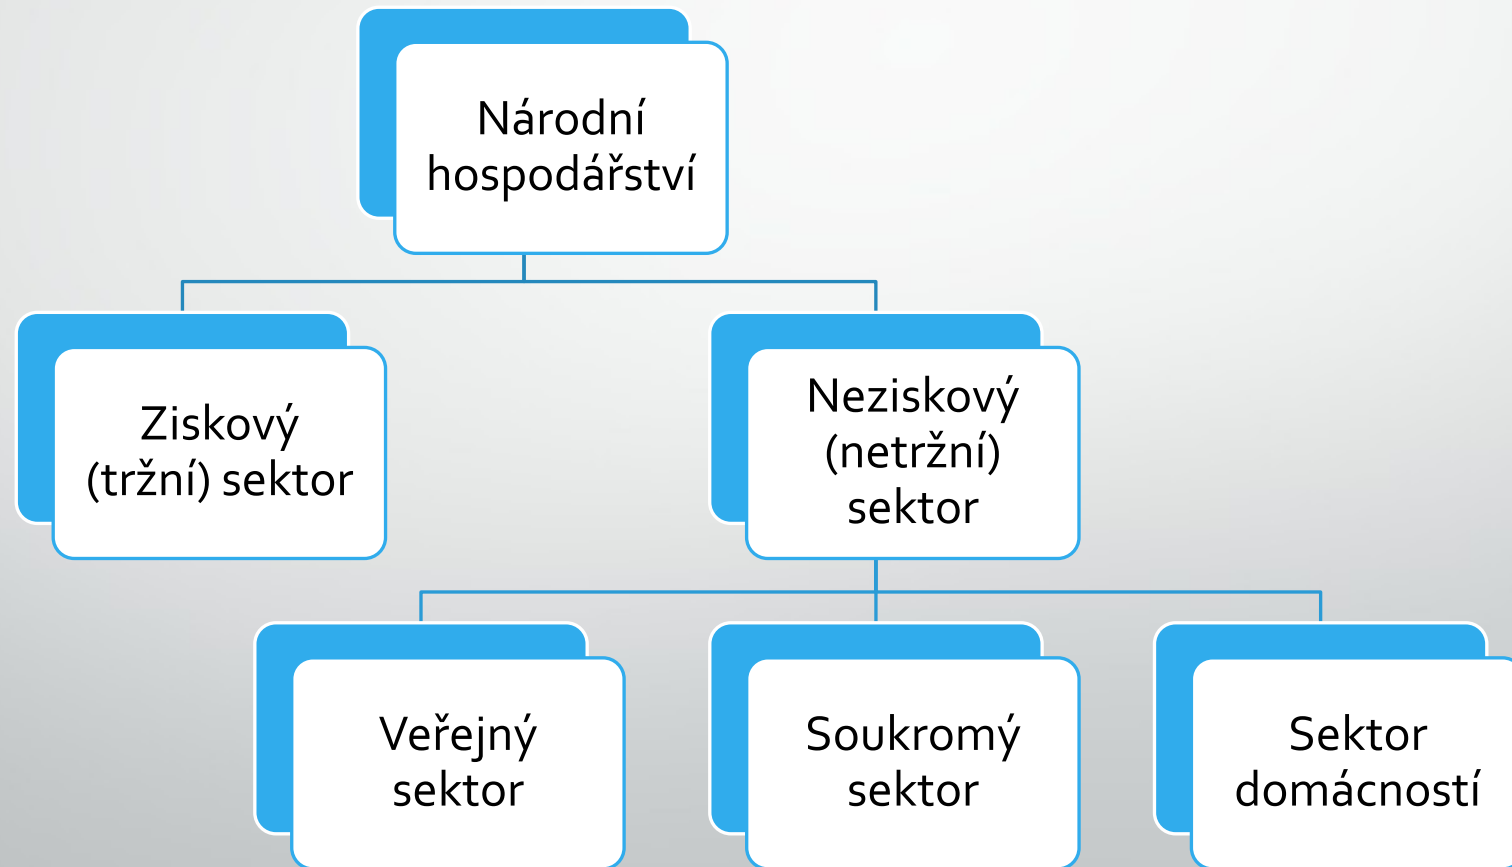 Národní
hospodářství
Ziskový
(tržní) sektor
Neziskový
(netržní)
sektor
Veřejný
sektor
Soukromý
sektor
Sektor
domácností